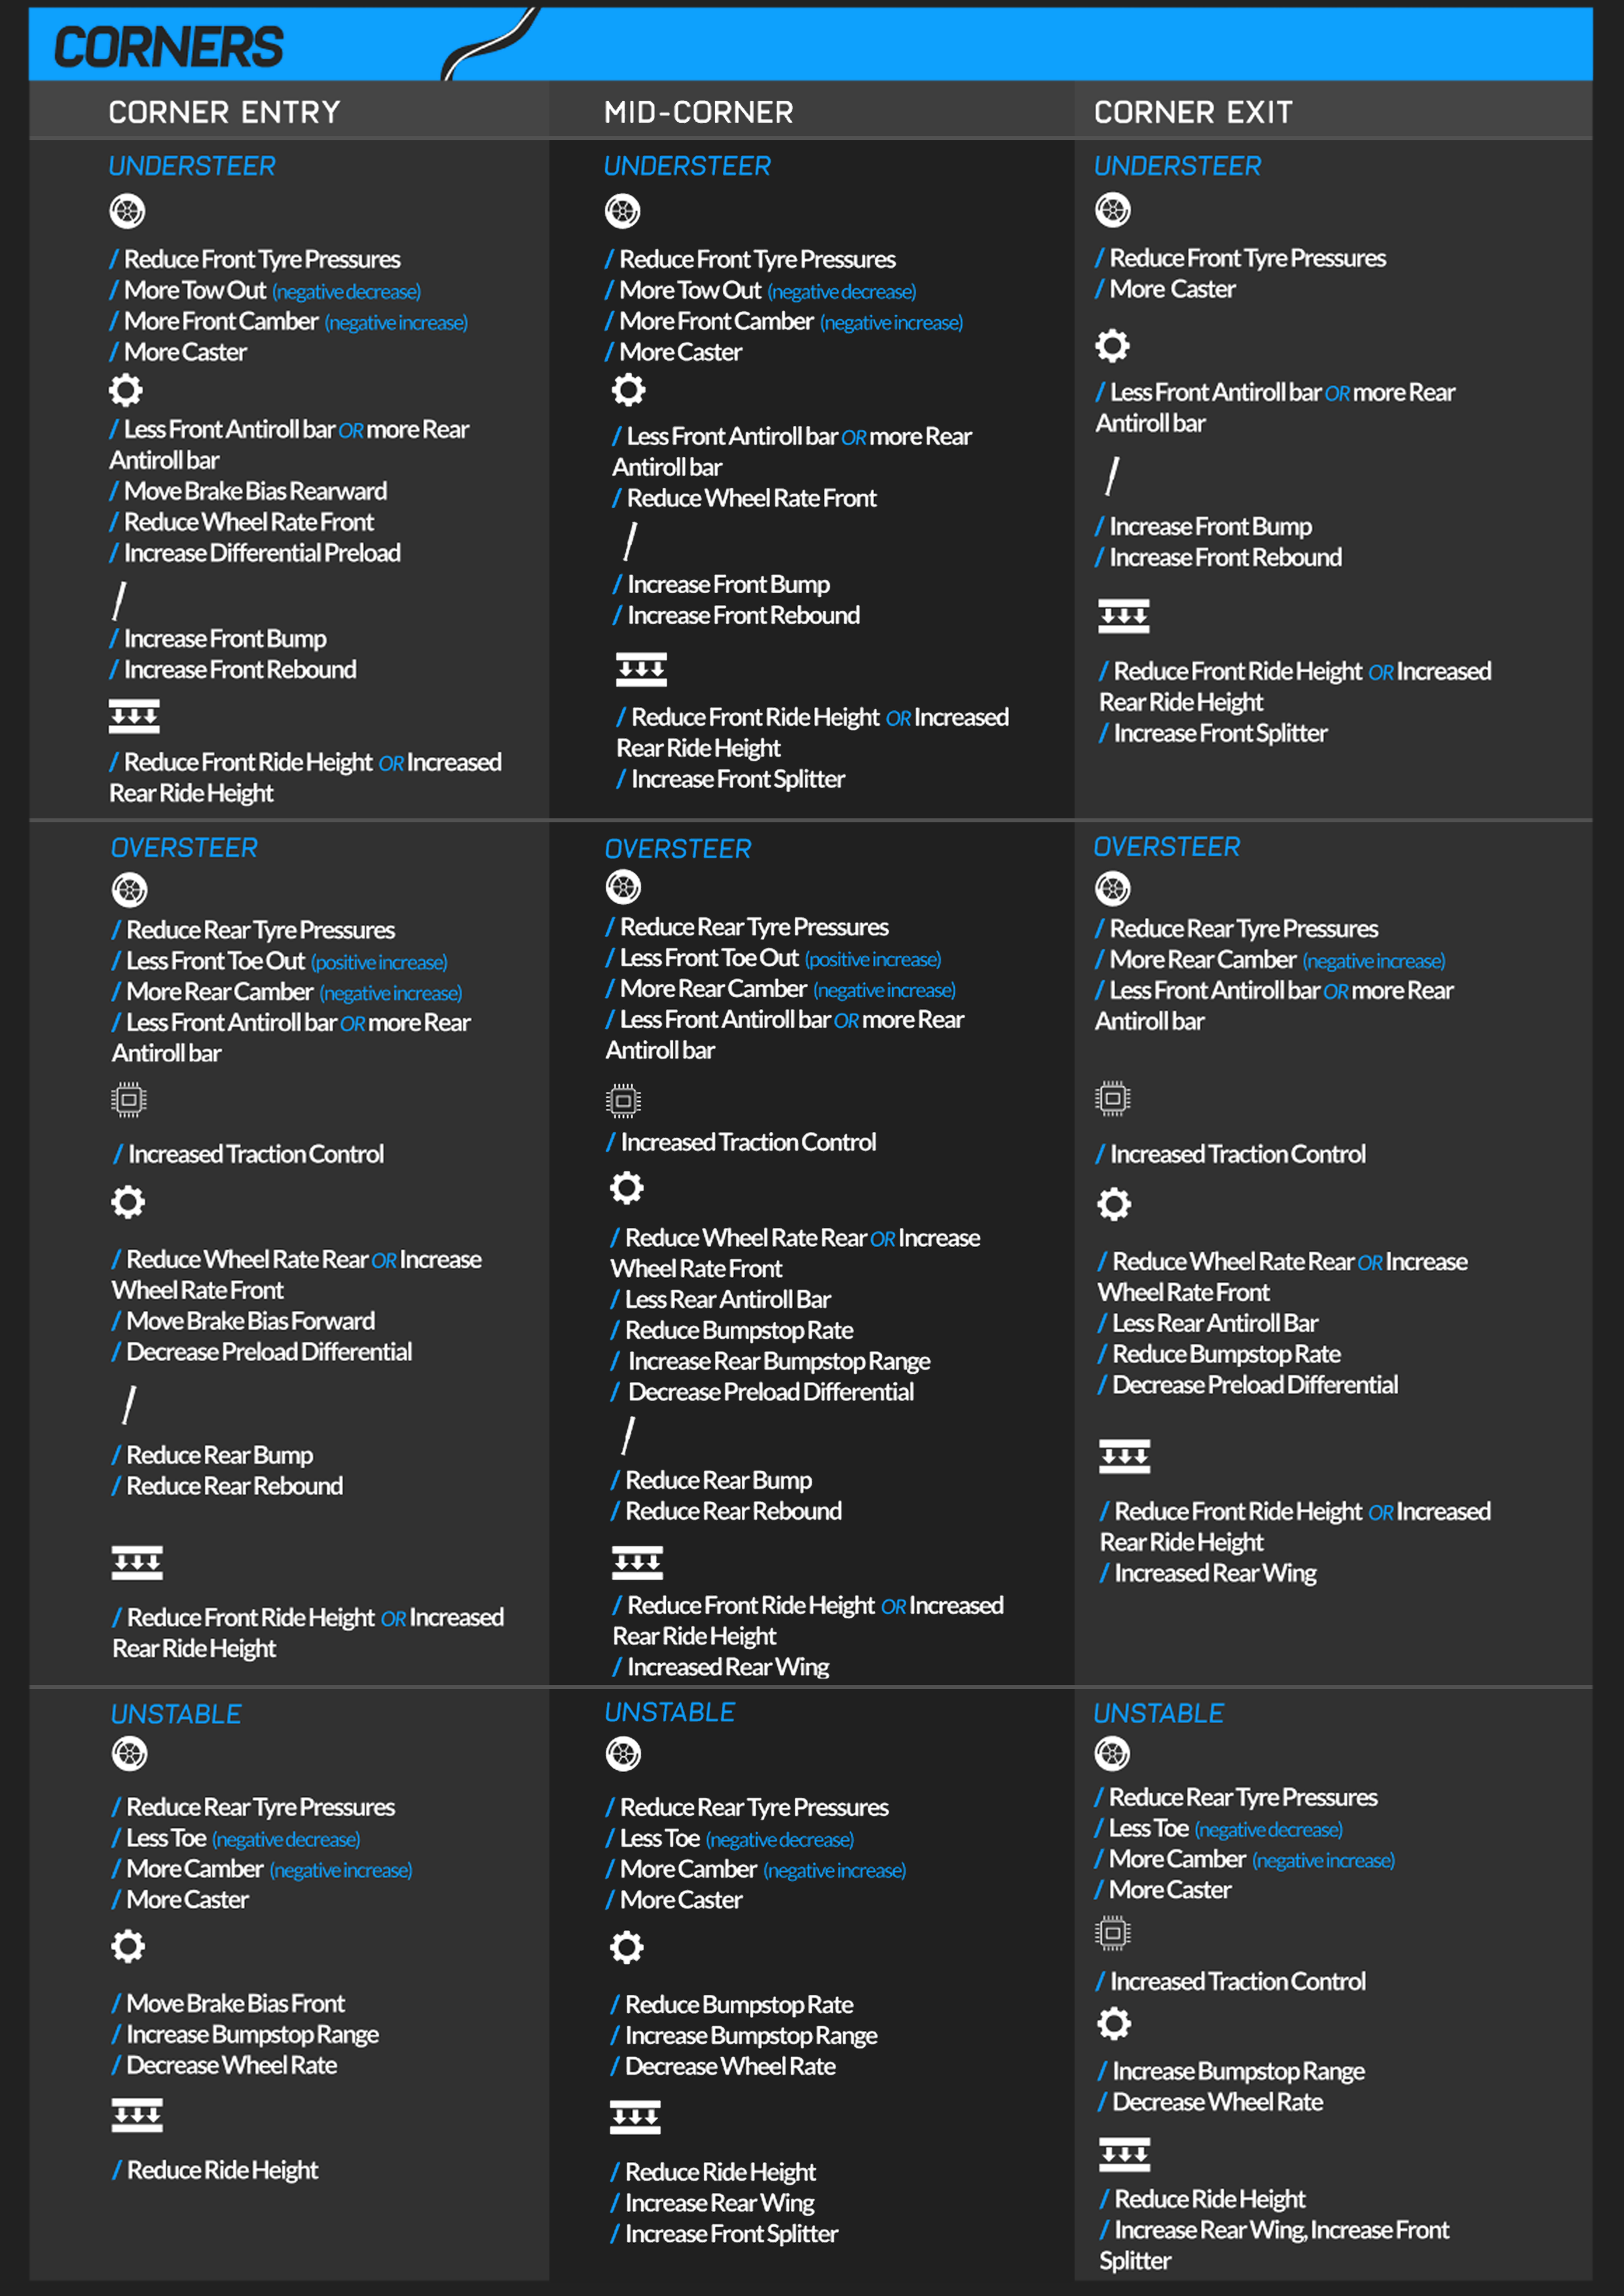 CORNERS
CORNER ENTRY
MID-CORNER
CORNER EXIT
UNDERSTEER
/ Reduce Front Tyre Pressures
/ More Tow Out (negative decrease)
/ More Front Camber (negative increase)
/ More Caster
/ Less Front Antiroll bar OR more Rear
Antiroll bar
/ Move Brake Bias Rearward
/ Reduce Wheel Rate Front
/ Increase Differential Preload
/ Increase Front Bump
/ Increase Front Rebound
/ Reduce Front Ride Height OR Increased
Rear Ride Height
UNDERSTEER
/ Reduce Front Tyre Pressures
/ More Tow Out (negative decrease)
/ More Front Camber (negative increase)
/ More Caster
/ Less Front Antiroll bar OR more Rear
Antiroll bar
/ Reduce Wheel Rate Front
/ Increase Front Bump
/ Increase Front Rebound
/ Reduce Front Ride Height OR Increased
Rear Ride Height
/ Increase Front Splitter
UNDERSTEER
/ Reduce Front Tyre Pressures
/ More Caster
/ Less Front Antiroll bar OR more Rear
Antiroll bar
/ Increase Front Bump
/ Increase Front Rebound
/ Reduce Front Ride Height OR Increased
Rear Ride Height
/ Increase Front Splitter
OVERSTEER
/ Reduce Rear Tyre Pressures
/ Less Front Toe Out (positive increase)
/ More Rear Camber (negative increase)
/ Less Front Antiroll bar OR more Rear
Antiroll bar
/ Increased Traction Control
/ Reduce Wheel Rate Rear OR Increase
Wheel Rate Front
/ Move Brake Bias Forward
/ Decrease Preload Differential
/ Reduce Rear Bump
/ Reduce Rear Rebound
/ Reduce Front Ride Height OR Increased
Rear Ride Height
OVERSTEER
/ Reduce Rear Tyre Pressures
/ Less Front Toe Out (positive increase)
/ More Rear Camber (negative increase)
/ Less Front Antiroll bar OR more Rear
Antiroll bar
/ Increased Traction Control
/ Reduce Wheel Rate Rear OR Increase
Wheel Rate Front
/ Less Rear Antiroll Bar
/ Reduce Bumpstop Rate
/ Increase Rear Bumpstop Range
/ Decrease Preload Differential
/ Reduce Rear Bump
/ Reduce Rear Rebound
/ Reduce Front Ride Height OR Increased
Rear Ride Height
/ Increased Rear Wing
OVERSTEER
/ Reduce Rear Tyre Pressures
/ More Rear Camber (negative increase)
/ Less Front Antiroll bar OR more Rear
Antiroll bar
/ Increased Traction Control
/ Reduce Wheel Rate Rear OR Increase
Wheel Rate Front
/ Less Rear Antiroll Bar
/ Reduce Bumpstop Rate
/ Decrease Preload Differential
/ Reduce Front Ride Height OR Increased
Rear Ride Height
/ Increased Rear Wing
UNSTABLE
/ Reduce Rear Tyre Pressures
/ Less Toe (negative decrease)
/ More Camber (negative increase)
/ More Caster
/ Move Brake Bias Front
/ Increase Bumpstop Range
/ Decrease Wheel Rate
/ Reduce Ride Height
UNSTABLE
/ Reduce Rear Tyre Pressures
/ Less Toe (negative decrease)
/ More Camber (negative increase)
/ More Caster
/ Reduce Bumpstop Rate
/ Increase Bumpstop Range
/ Decrease Wheel Rate
/ Reduce Ride Height
/ Increase Rear Wing
/ Increase Front Splitter
UNSTABLE
/ Reduce Rear Tyre Pressures
/ Less Toe (negative decrease)
/ More Camber (negative increase)
/ More Caster
/ Increased Traction Control
/ Increase Bumpstop Range
/ Decrease Wheel Rate
/ Reduce Ride Height
/ Increase Rear Wing, Increase Front
Splitter